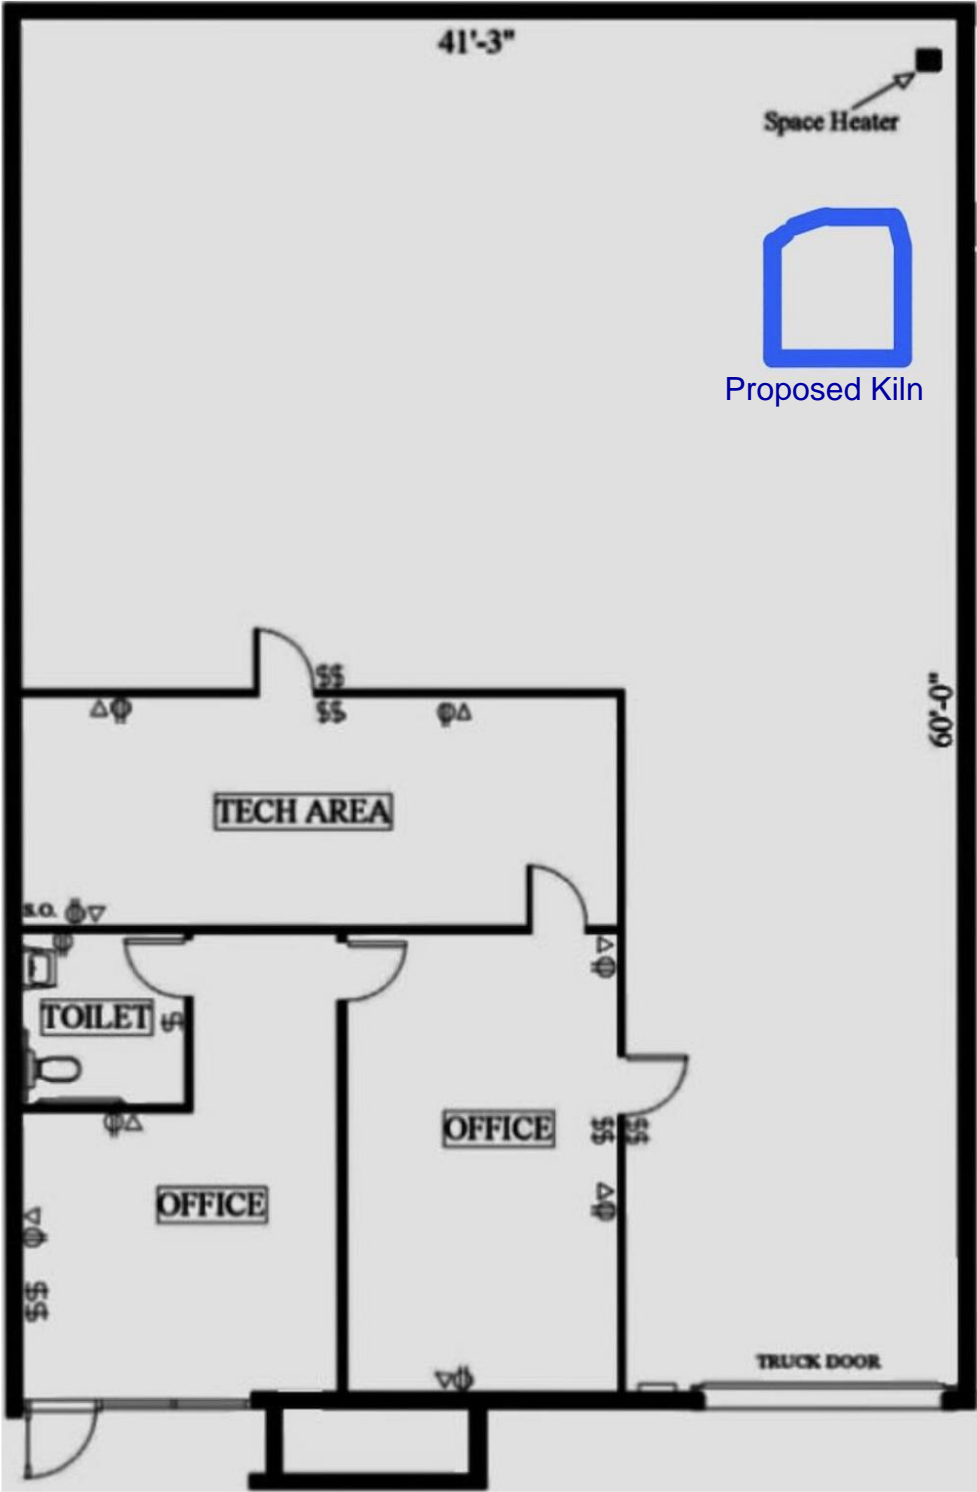 41'-3"
Space Heater
Proposed Kiln
60'-0"
$$
$$
TECH AREA
S.O.
TOILET
$
OFFICE
$$ $$
OFFICE
$$
TRUCK DOOR